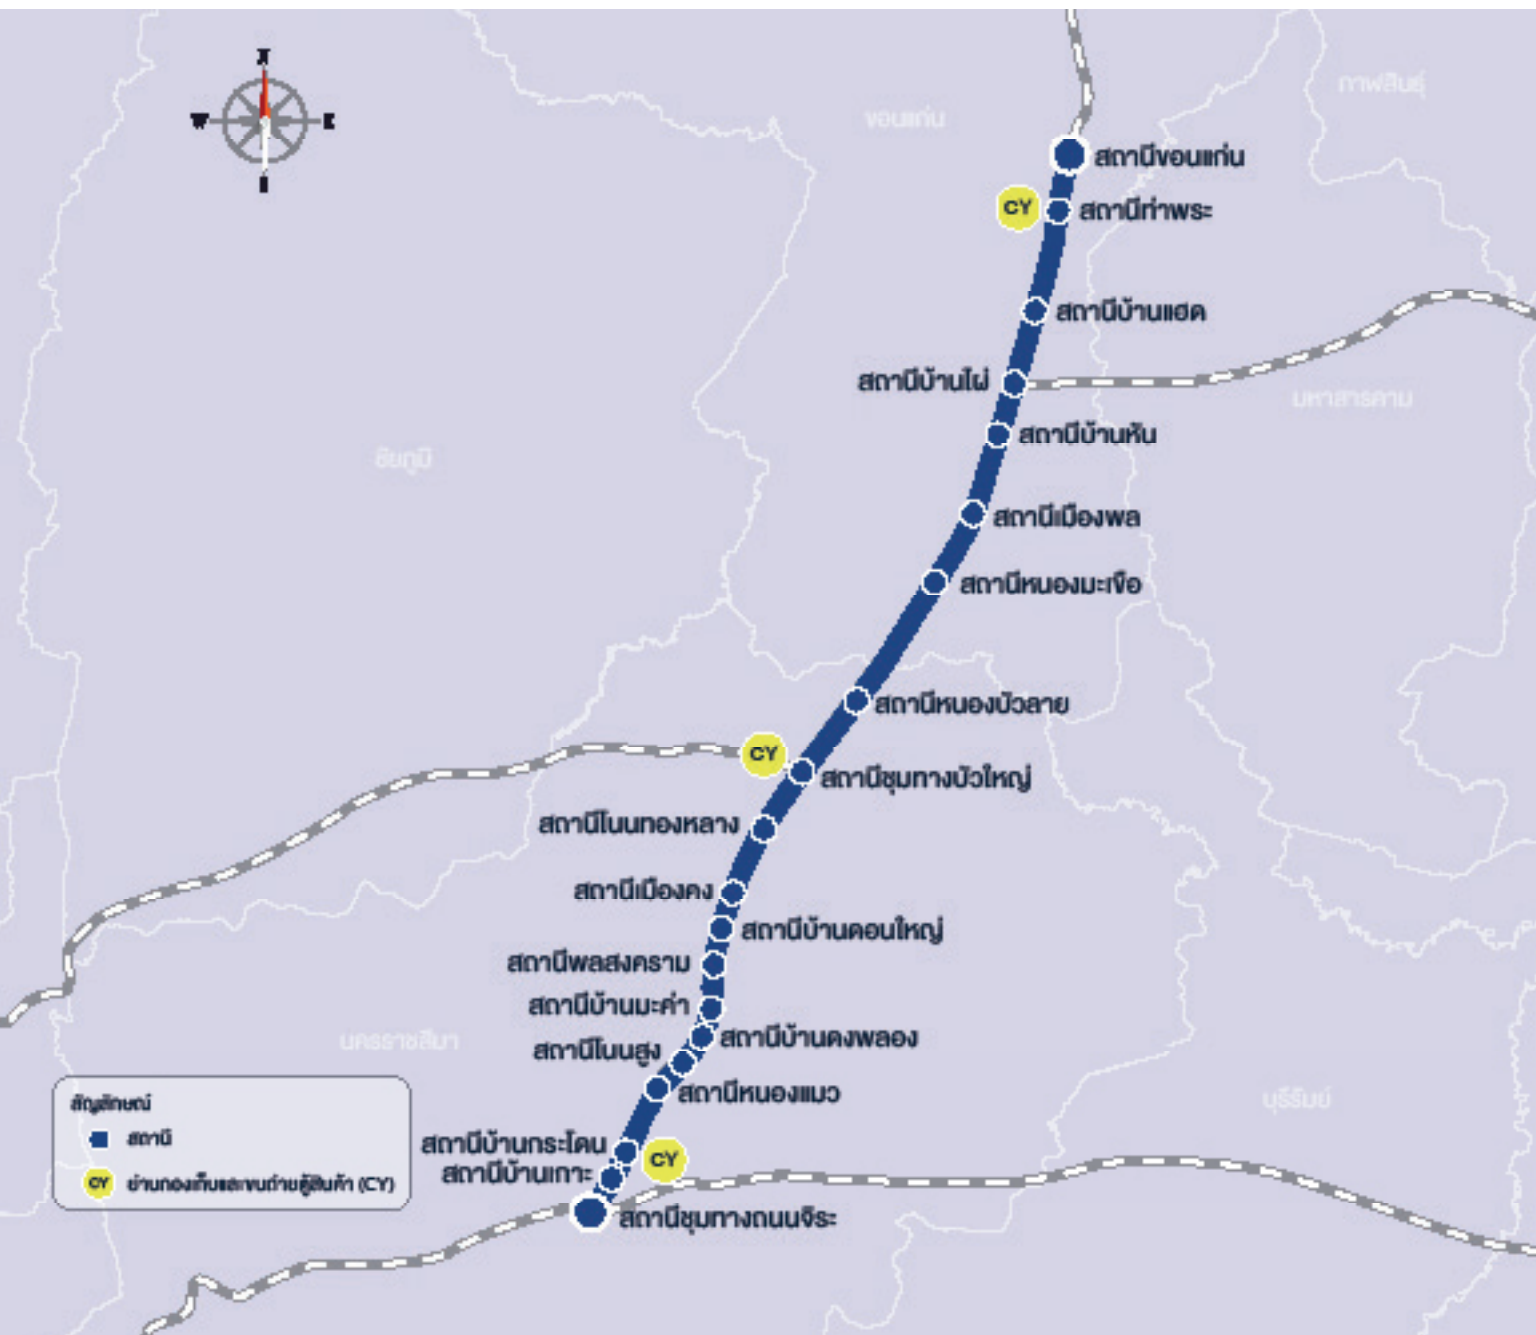 N
W
E
ขอนแก่น
กาฬสินธุ์
สถานีขอนแก่น
CY
สถานีท่าพระ
สถานีบ้านแฮด
สถานีบ้านไผ่
มหาสารคาม
สถานีบ้านหัน
ชัยภูมิ
สถานีเมืองพล
สถานีหนองมะเขือ
สถานีหนองบัวลาย
CY
สถานีชุมทางบัวใหญ่
สถานีโนนทองหลาง
สถานีเมืองคง
สถานีบ้านดอนใหญ่
สถานีพลสงคราม
สถานีบ้านมะค่า
สถานีบ้านดงพลอง
นครราชสีมา
สถานีโนนสูง
สถานีหนองแมว
บุรีรัมย์
สถานีบ้านกระโดน
CY
สถานีบ้านเกาะ
สถานีชุมทางถนนจิระ
สัญลักษณ์
สถานี
CY ย่านกองเก็บและขนถ่ายตู้สินค้า (CY)